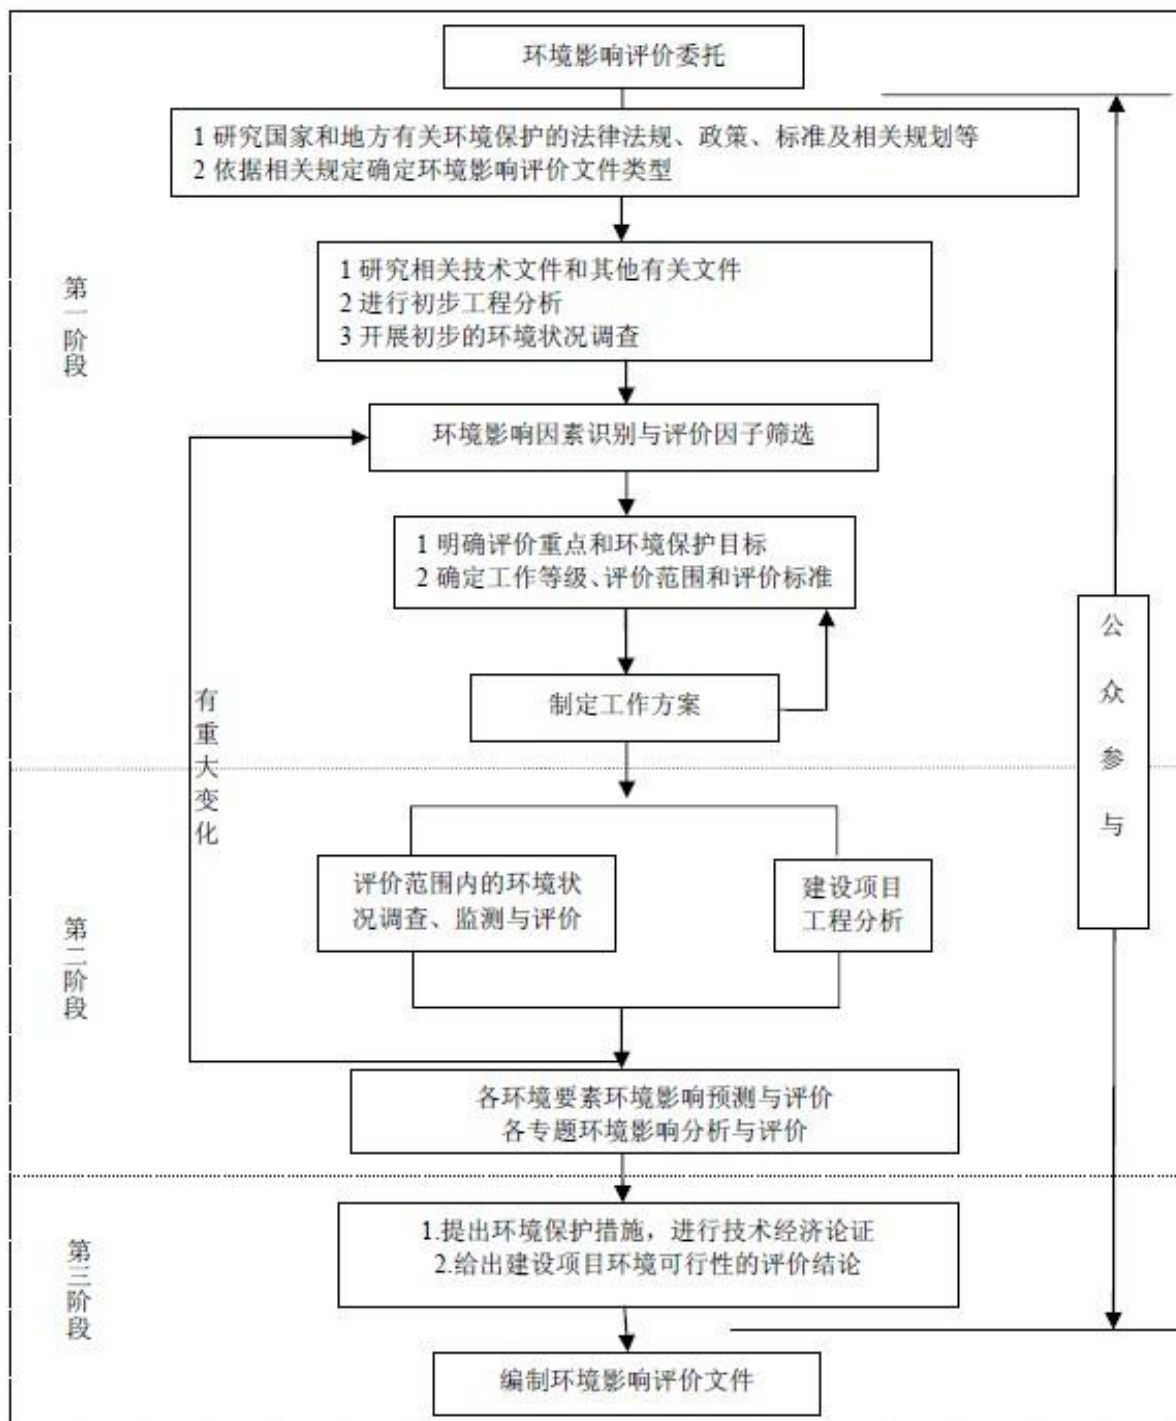 环境影响评价委托
1 研究国家和地方有关环境保护的法律法规、政策、标准及相关规划等
2 依据相关规定确定环境影响评价文件类型
第一阶段
1 研究相关技术文件和其他有关文件
2 进行初步工程分析
3 开展初步的环境状况调查
环境影响因素识别与评价因子筛选
1 明确评价重点和环境保护目标
2 确定工作等级、评价范围和评价标准
制定工作方案
有重大变化
公众参与
第二阶段
评价范围内的环境状
况调查、监测与评价
建设项目
工程分析
各环境要素环境影响预测与评价
各专题环境影响分析与评价
第三阶段
1.提出环境保护措施，进行技术经济论证
2.给出建设项目环境可行性的评价结论
编制环境影响评价文件